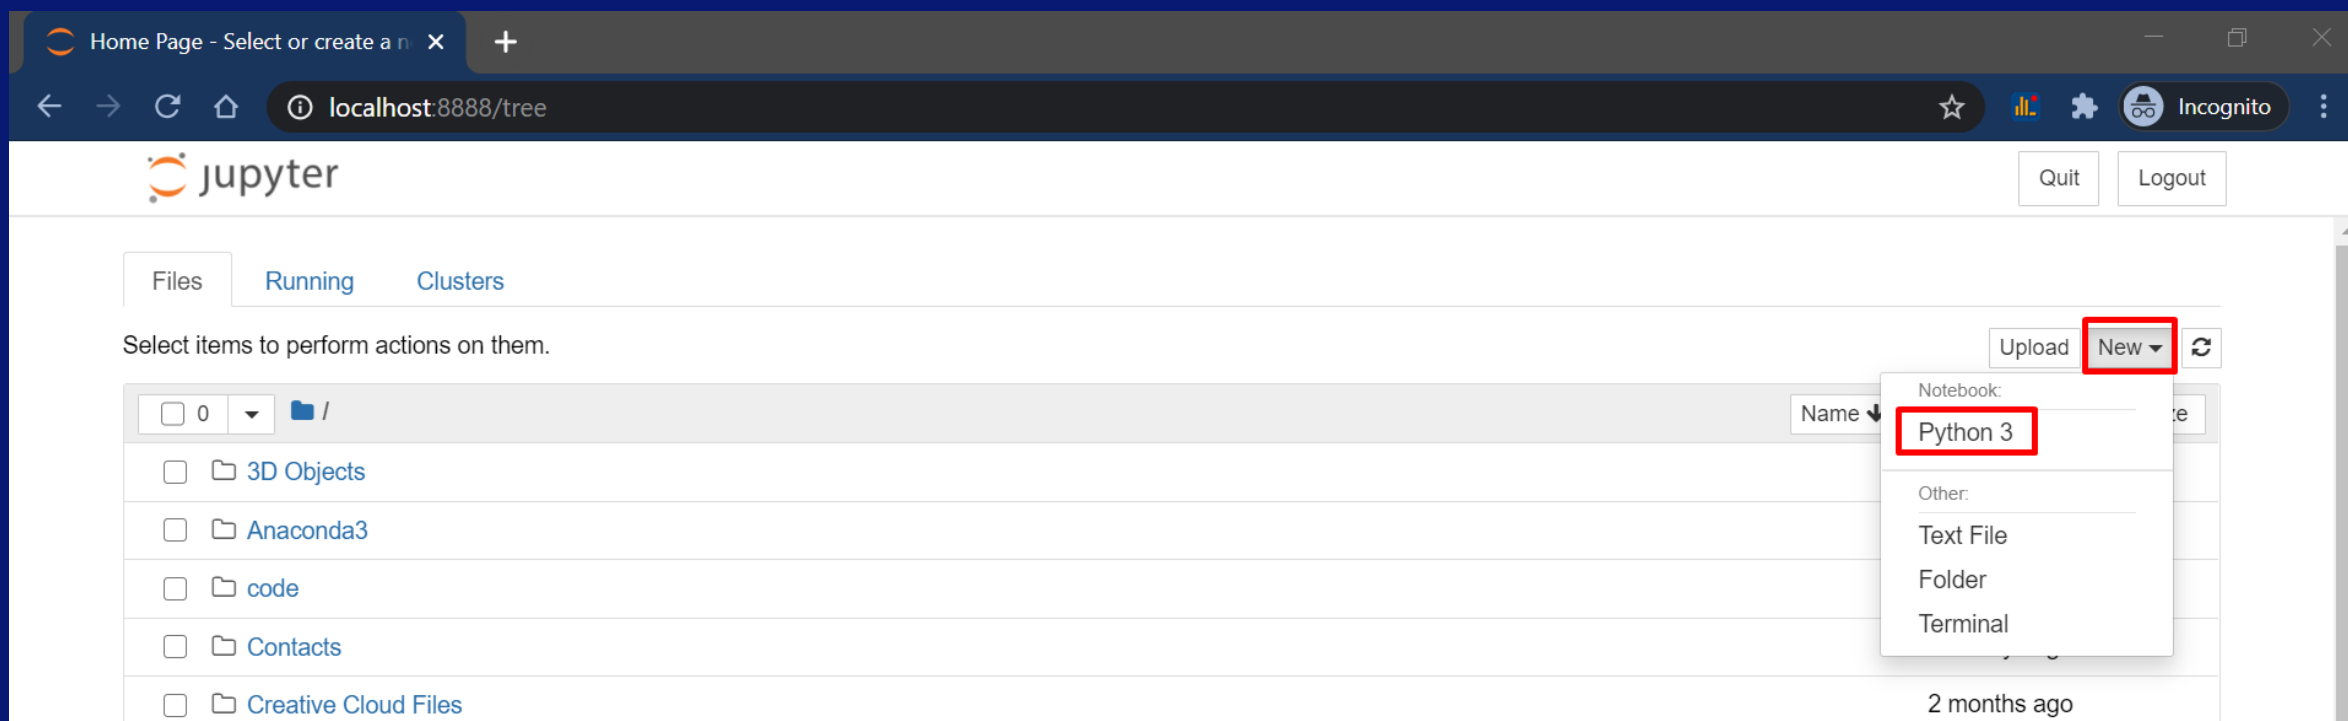 Home Page - Select or create a n
localhost:8888/tree
Incognito
jupyter
Quit
Logout
Files
Running
Clusters
Select items to perform actions on them.
Upload
New
0
/
Name
Notebook:
Python 3
Other:
Text File
Folder
Terminal
3D Objects
Anaconda3
code
Contacts
Creative Cloud Files
2 months ago